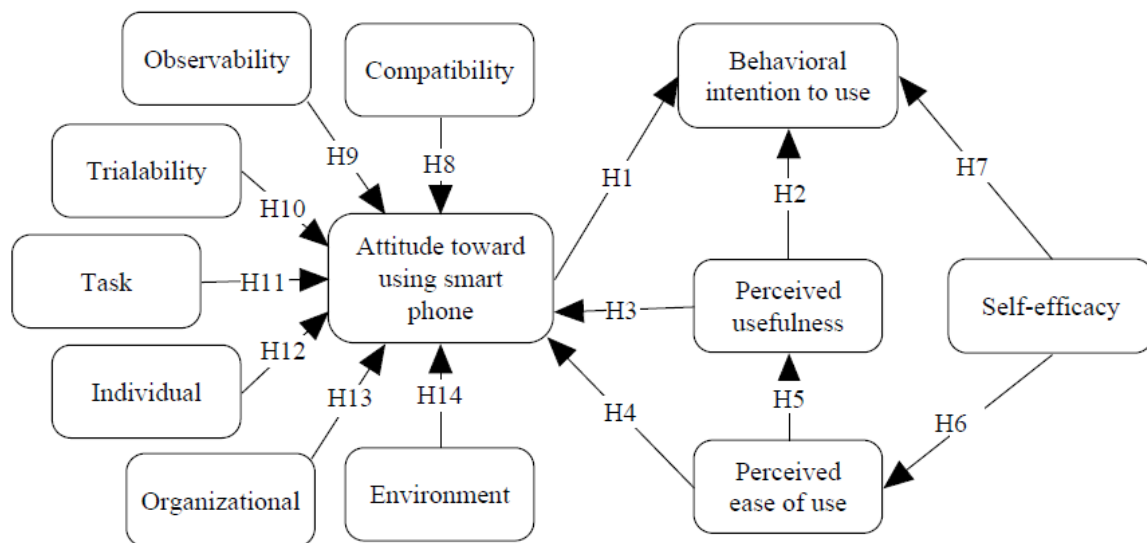 Observability
Compatibility
Behavioral
intention to use
H9
H8
H1
H7
Trialability
H10
H2
Task
H11
Attitude toward
using smart
phone
H3
Perceived
usefulness
Self-efficacy
Individual
H12
H13
H14
H4
H5
H6
Organizational
Environment
Perceived
ease of use